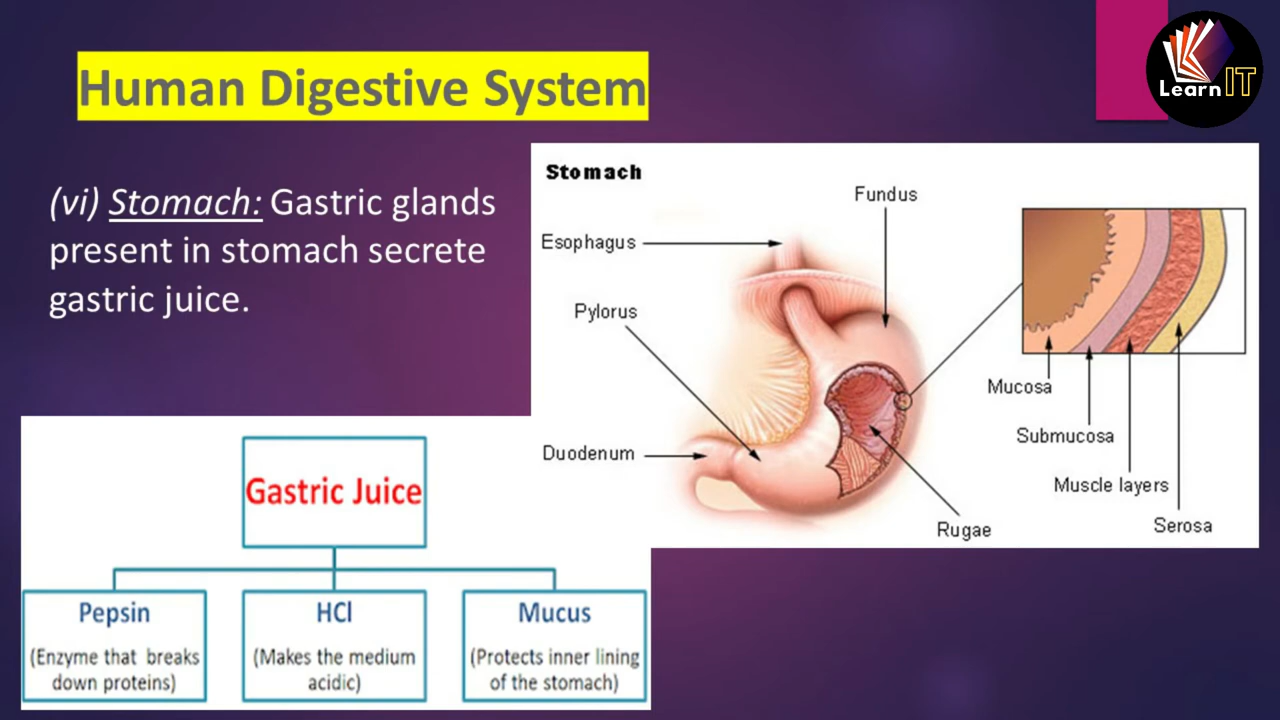 Learn IT
Human Digestive System
(vi) Stomach: Gastric glands
present in stomach secrete
gastric juice.
Stomach
Fundus
Esophagus
Pylorus
Duodenum
Rugae
Mucosa
Submucosa
Muscle layers
Serosa
Gastric Juice
Pepsin
(Enzyme that breaks
down proteins)
HCl
(Makes the medium
acidic)
Mucus
(Protects inner lining
of the stomach)